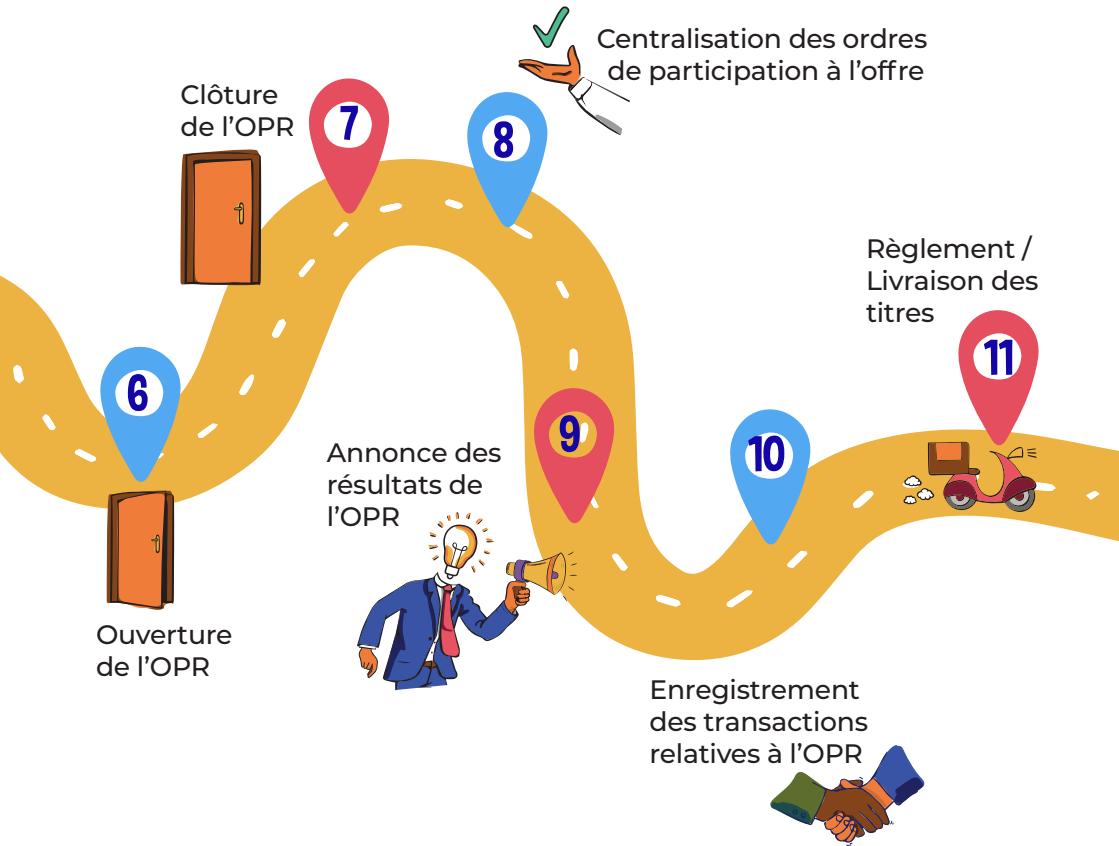 6
Ouverture
de l’OPR
Clôture
de l’OPR
7
8
Centralisation des ordres
de participation à l’offre
9
Annonce des
résultats de
l’OPR
10
Enregistrement
des transactions
relatives à l’OPR
11
Règlement /
Livraison des
titres